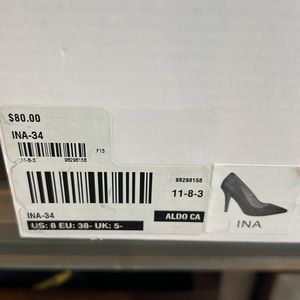 $80.00
INA-34
F13
11-8-3 98298158
98298158
11-8-3
INA-34
ALDO CA
US: 8 EU: 38- UK: 5-
INA